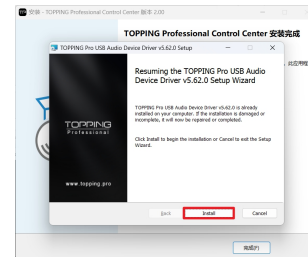 安装 - TOPPING Professional Control Center 版本 2.00
TOPPING Professional Control Center 安装完成
TOPPING Pro USB Audio Device Driver v5.62.0 Setup
Resuming the TOPPING Pro USB Audio
Device Driver v5.62.0 Setup Wizard
此应用程
TOPPING Pro USB Audio Device Driver v5.62.0 is already
installed on your computer. If the installation is damaged or
incomplete, it will now be repaired or completed.
TOPPING
Professional
Click Install to begin the installation or Cancel to exit the Setup
Wizard.
www.topping.pro
Back
Install
Cancel
完成(F)